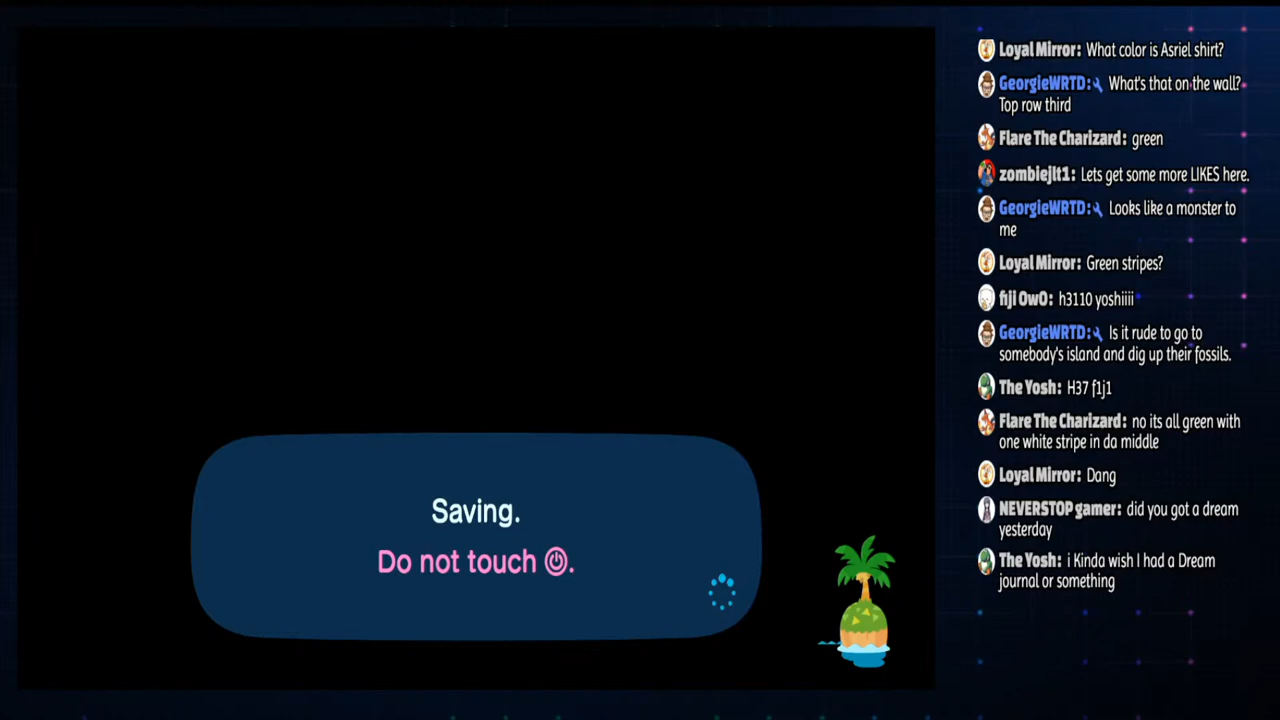 Saving.
Do not touch ⏻.
Loyal Mirror: What color is Asriel shirt?
GeorgieWRTD: What's that on the wall?
Top row third
Flare The Charizard: green
zombiejlt1: Lets get some more LIKES here.
GeorgieWRTD: Looks like a monster to
me
Loyal Mirror: Green stripes?
fiji OwO: h3110 yoshiiii
GeorgieWRTD: Is it rude to go to
somebody's island and dig up their fossils.
The Yosh: H37 f1j1
Flare The Charizard: no its all green with
one white stripe in da middle
Loyal Mirror: Dang
NEVERSTOP gamer: did you got a dream
yesterday
The Yosh: i Kinda wish I had a Dream
journal or something